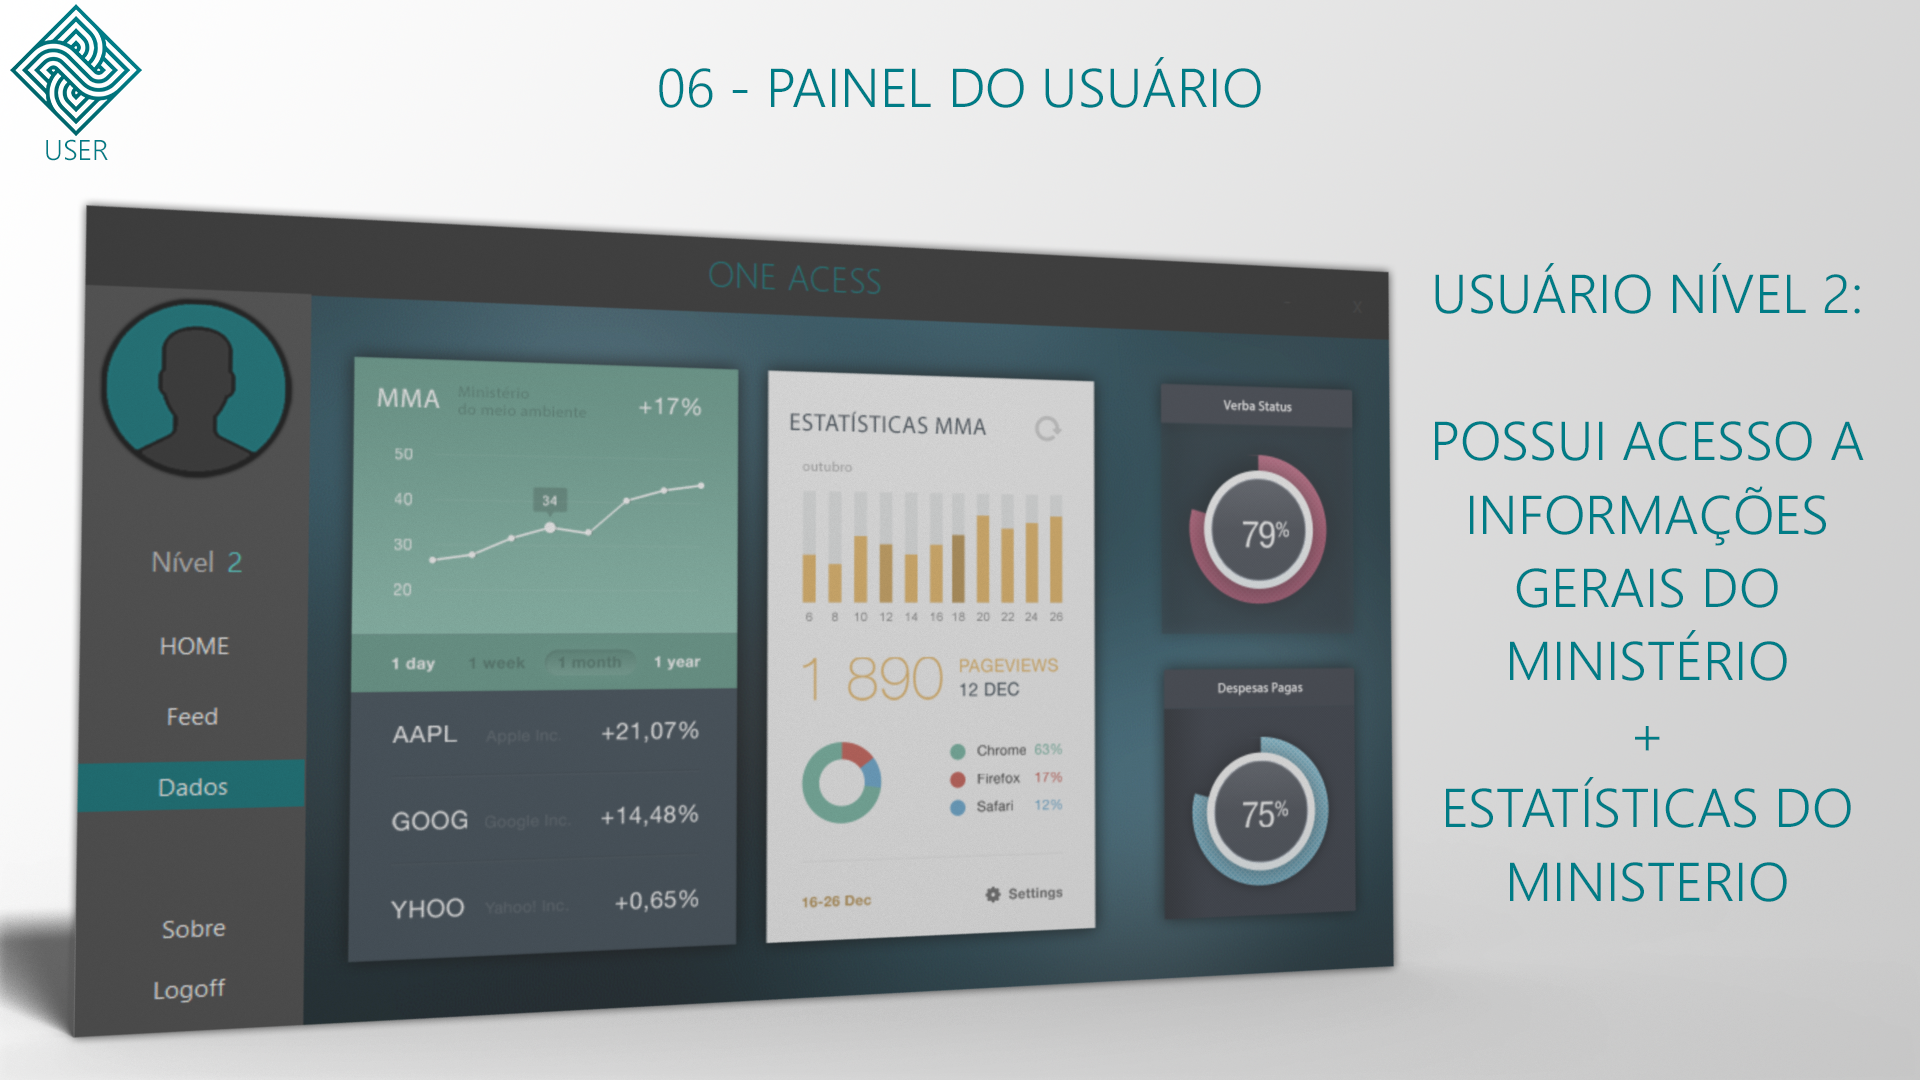 USER
06 - PAINEL DO USUÁRIO
ONE ACESS
- X
Nível 2
HOME
Feed
Dados
Sobre
Logoff
MMA Ministério
do meio ambiente
+17%
50
40
30
20
34
1 day 1 week 1 month 1 year
AAPL Apple Inc. +21,07%
GOOG Google Inc. +14,48%
YHOO Yahoo! Inc. +0,65%
ESTATÍSTICAS MMA
outubro
6 8 10 12 14 16 18 20 22 24 26
1 890 PAGEVIEWS
12 DEC
Chrome 63%
Firefox 17%
Safari 12%
16-26 Dec Settings
Verba Status
79%
Despesas Pagas
75%
USUÁRIO NÍVEL 2:
POSSUI ACESSO A
INFORMAÇÕES
GERAIS DO
MINISTÉRIO
+
ESTATÍSTICAS DO
MINISTERIO